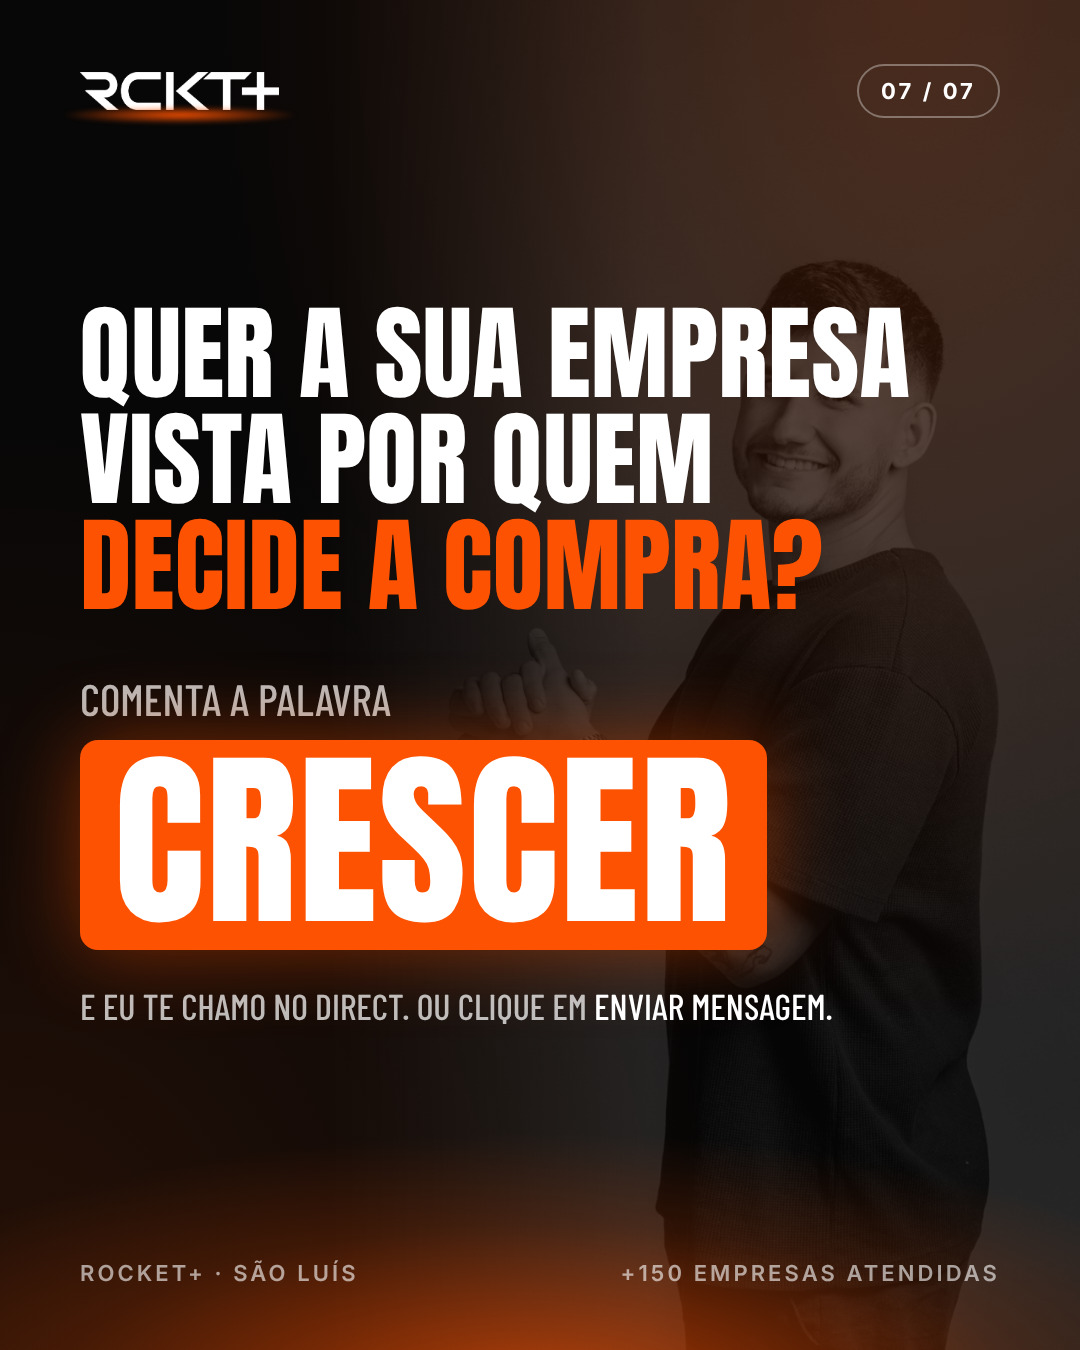 RCKT+
07 / 07
QUER A SUA EMPRESA
VISTA POR QUEM
DECIDE A COMPRA?
COMENTA A PALAVRA
CRESCER
E EU TE CHAMO NO DIRECT. OU CLIQUE EM ENVIAR MENSAGEM.
ROCKET+ · SÃO LUÍS
+150 EMPRESAS ATENDIDAS